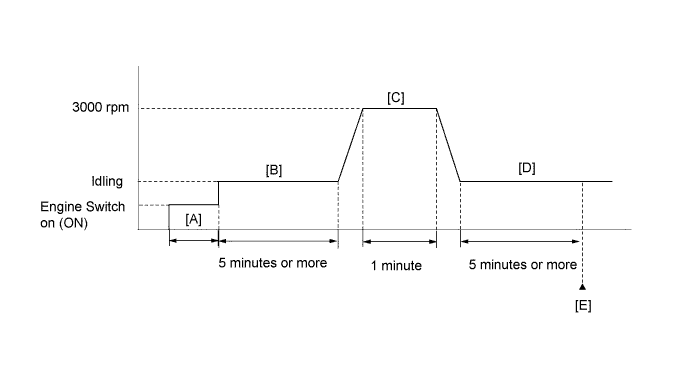 [C]
3000 rpm
[B]
[D]
Idling
Engine Switch
on (ON)
[A]
5 minutes or more
1 minute
5 minutes or more
[E]